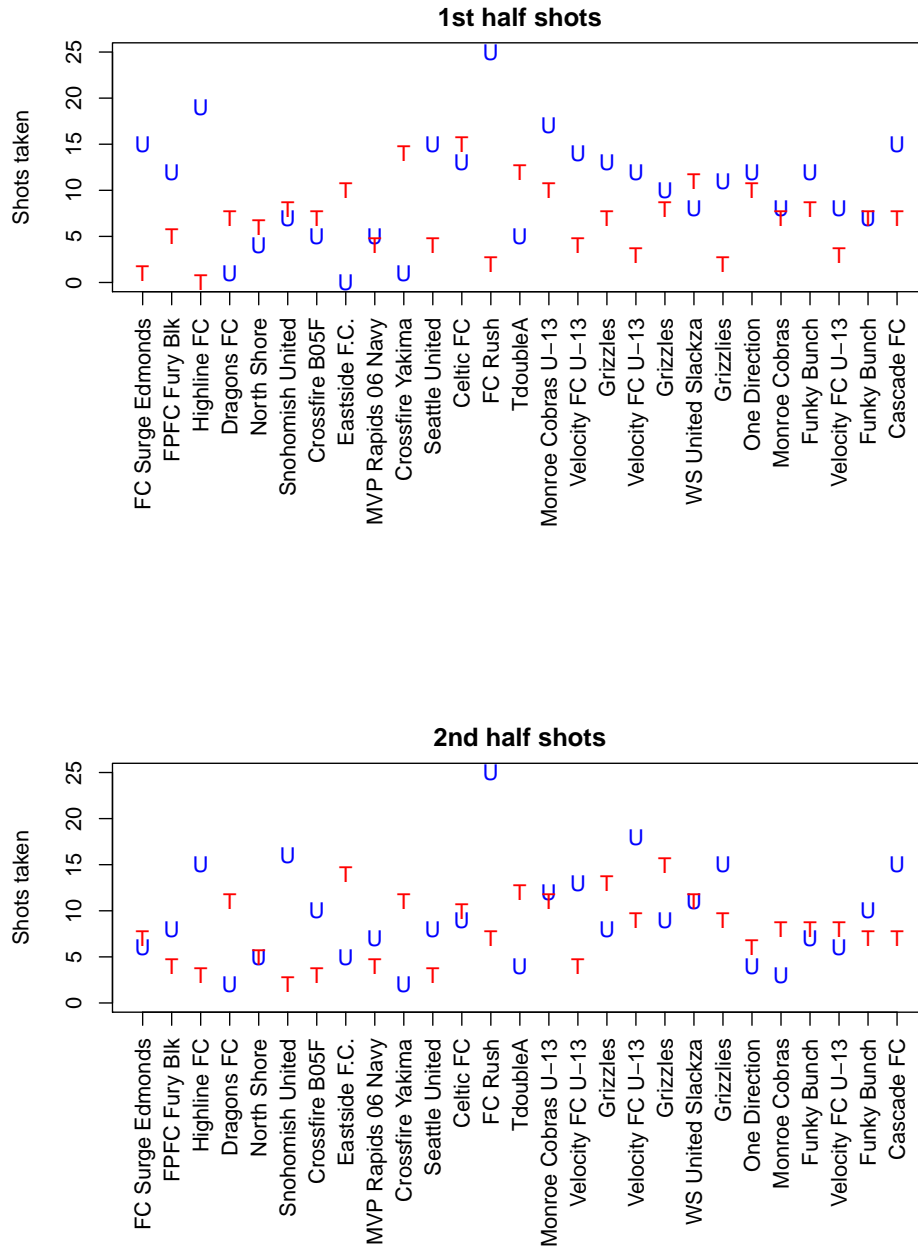 1st half shots
Shots taken
25
20
15
10
5
0
U U U U U U U U U U U U U U U U U U U U U U U U U U U
T T T T T T T T T T T T T T T T T T T T T T T T T T T
FC Surge Edmonds
FPFC Fury Blk
Highline FC
Dragons FC
North Shore
Snohomish United
Crossfire B05F
Eastside F.C.
MVP Rapids 06 Navy
Crossfire Yakima
Seattle United
Celtic FC
FC Rush
TdoubleA
Monroe Cobras U−13
Velocity FC U−13
Grizzles
Velocity FC U−13
Grizzles
WS United Slackza
Grizzlies
One Direction
Monroe Cobras
Funky Bunch
Velocity FC U−13
Funky Bunch
Cascade FC
2nd half shots
Shots taken
25
20
15
10
5
0
U U U U U U U U U U U U U U U U U U U U U U U U U U U
T T T T T T T T T T T T T T T T T T T T T T T T T T T
FC Surge Edmonds
FPFC Fury Blk
Highline FC
Dragons FC
North Shore
Snohomish United
Crossfire B05F
Eastside F.C.
MVP Rapids 06 Navy
Crossfire Yakima
Seattle United
Celtic FC
FC Rush
TdoubleA
Monroe Cobras U−13
Velocity FC U−13
Grizzles
Velocity FC U−13
Grizzles
WS United Slackza
Grizzlies
One Direction
Monroe Cobras
Funky Bunch
Velocity FC U−13
Funky Bunch
Cascade FC